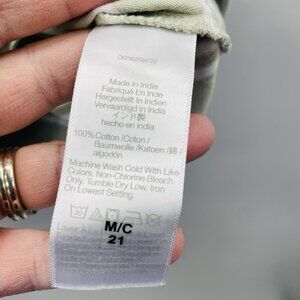 Made In India
Fabriqué En Inde
Hergestellt In Indien
Vervaardigd In India
インド製
hecho en india
100% Cotton /Coton /
Baumwolle /Katoen /綿 /
algodón
Machine Wash Cold With Like
Colors. Non-Chlorine Bleach
Only. Tumble Dry Low. Iron
On Lowest Setting.
30
M/C
21
Laver À